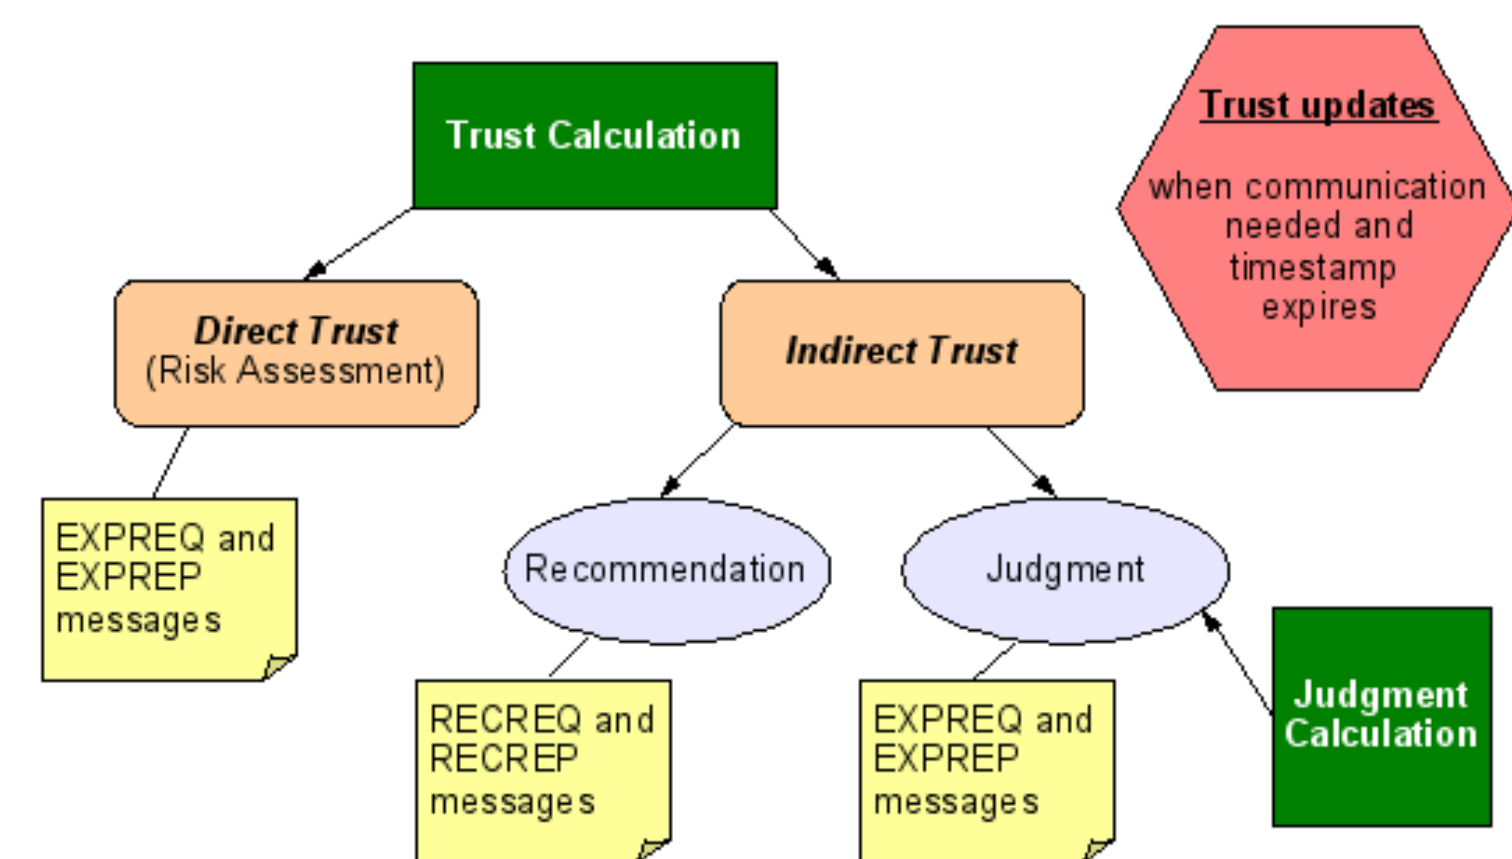 Trust Calculation
Trust updates
when communication
needed and
timestamp
expires
Direct Trust
(Risk Assessment)
Indirect Trust
EXPREQ and
EXPREP
messages
Recommendation
Judgment
RECREQ and
RECREP
messages
EXPREQ and
EXPREP
messages
Judgment
Calculation